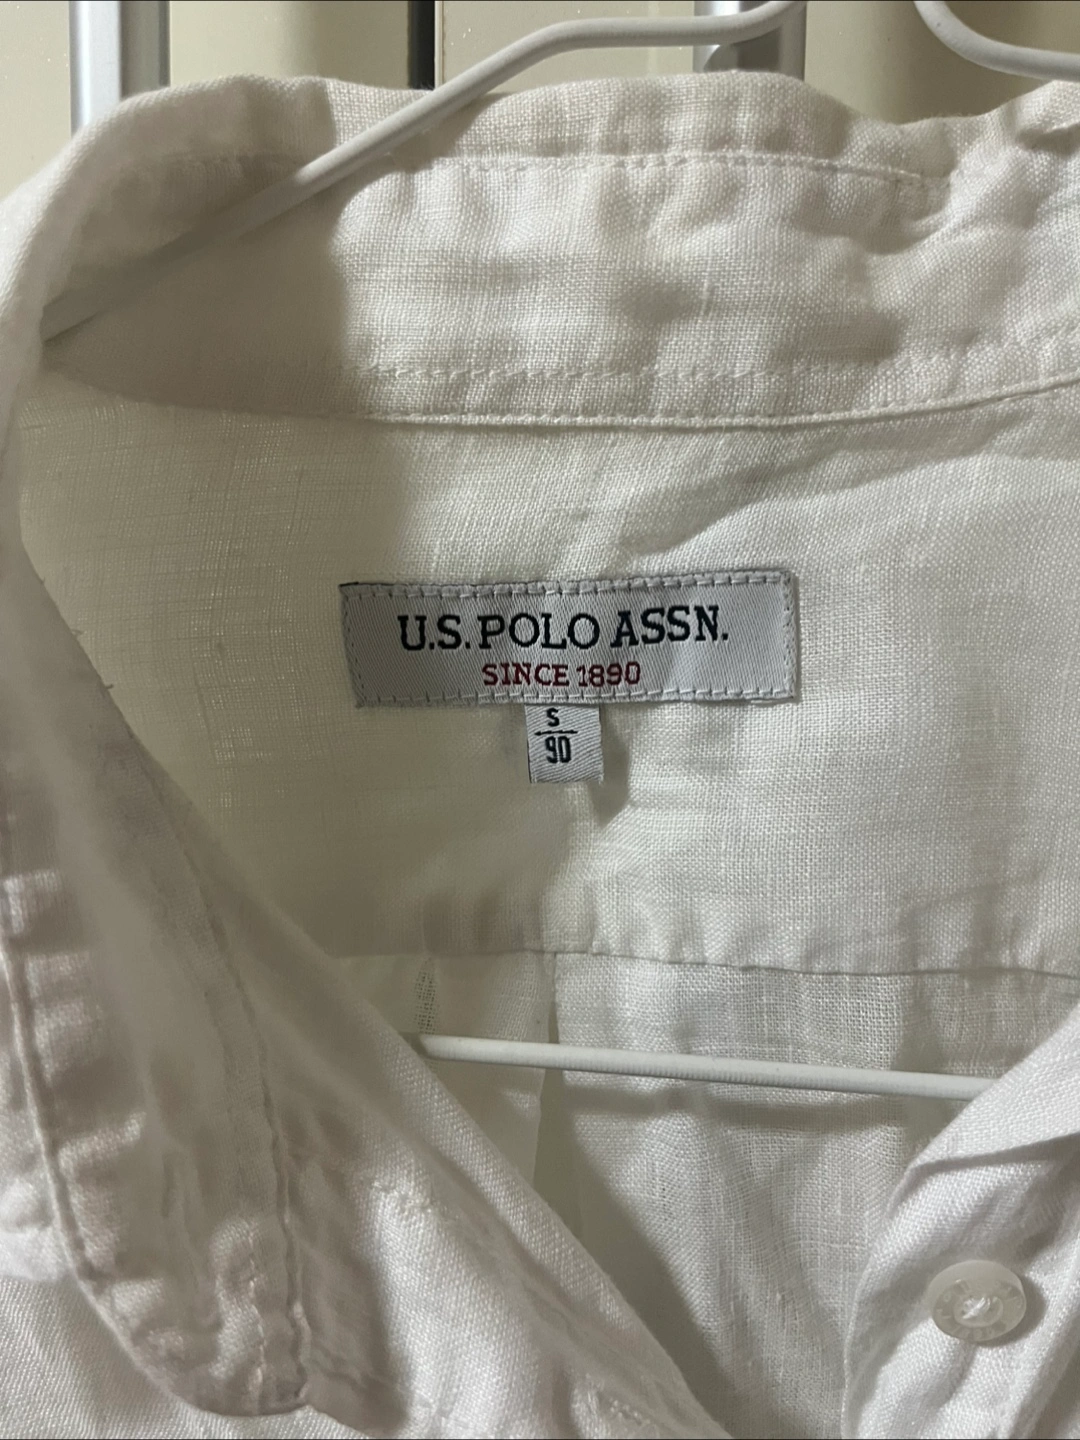 U.S. POLO ASSN.
SINCE 1890
S
90